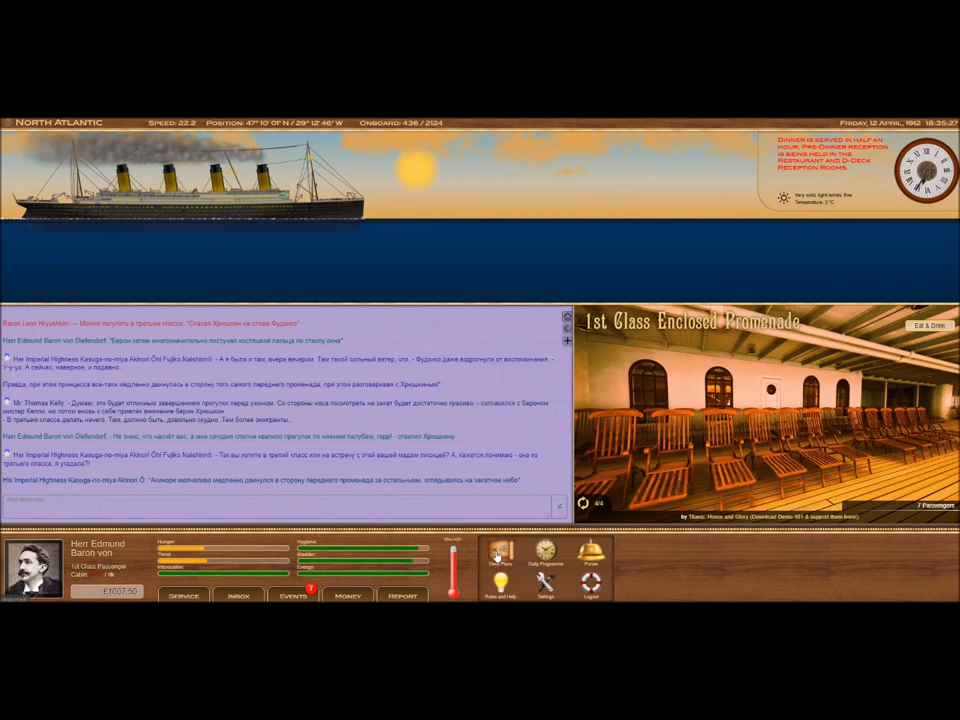 NORTH ATLANTIC
SPEED: 22.2 POSITION: 47° 10' 01" N / 29° 12' 46" W ONBOARD: 436 / 2124
FRIDAY, 12 APRIL, 1912 18:35:27
DINNER IS SERVED IN HALF AN
HOUR. PRE-DINNER RECEPTION
IS BEING HELD IN THE
RESTAURANT AND D-DECK
RECEPTION ROOMS.
Very cold, light winds, fine
Temperature: 3 °C
Baron Leon Hryushkin: — Можно погулять в третьем классе. "Сказал Хрюшкин на слова Фудзико"
Herr Edmund Baron von Diefendorf: "Барон затем многозначительно постучал костяшкой пальца по стеклу окна"
Her Imperial Highness Kasuga-no-miya Akinori Ōhi Fujiko Naishinnō: - А я была и там, вчера вечером. Там такой сильный ветер, что. - Фудзико даже вздрогнула от воспоминания, -
У-у-ух. А сейчас, наверное, и подавно...
Правда, при этом принцесса все-таки медленно двинулась в сторону того самого переднего променада, при этом разговаривая с Хрюшкиным"
Mr. Thomas Kelly: - Думаю, это будет отличным завершением прогулки перед ужином. Со стороны носа посмотреть на закат будет достаточно красиво. - согласился с бароном
мистер Келли, но потом вновь к себе привлёк внимание барон Хрюшкин.
- В третьем классе делать нечего. Там, должно быть, довольно скудно. Тем более эмигранты...
Herr Edmund Baron von Diefendorf: - Не знаю, что насчёт вас, а мне сегодня сполна хватило прогулок по нижним палубам, герр! - ответил Хрюшкину
Her Imperial Highness Kasuga-no-miya Akinori Ōhi Fujiko Naishinnō: - Так вы хотите в третий класс или на встречу с этой вашей мадам лисицей? А, кажется,понимаю - она из
третьего класса, я угадала?!
His Imperial Highness Kasuga-no-miya Akinori Ō: "Акинори молчаливо медленно двинулся в сторону переднего променада за остальными, оглядываясь на закатное небо"
Your message...
1st Class Enclosed Promenade
Eat & Drink
4/4
7 Passengers
by Titanic: Honor and Glory (Download Demo 401 & support them here!)
Herr Edmund
Baron von
1st Class Passenger
Cabin:
£1007.50
Hunger:
Thirst:
Intoxication:
Hygiene:
Bladder:
Energy:
Warmth
SERVICE
INBOX
EVENTS
MONEY
REPORT
Deck Plans
Daily Programme
Purser
Rules and Help
Settings
Logout